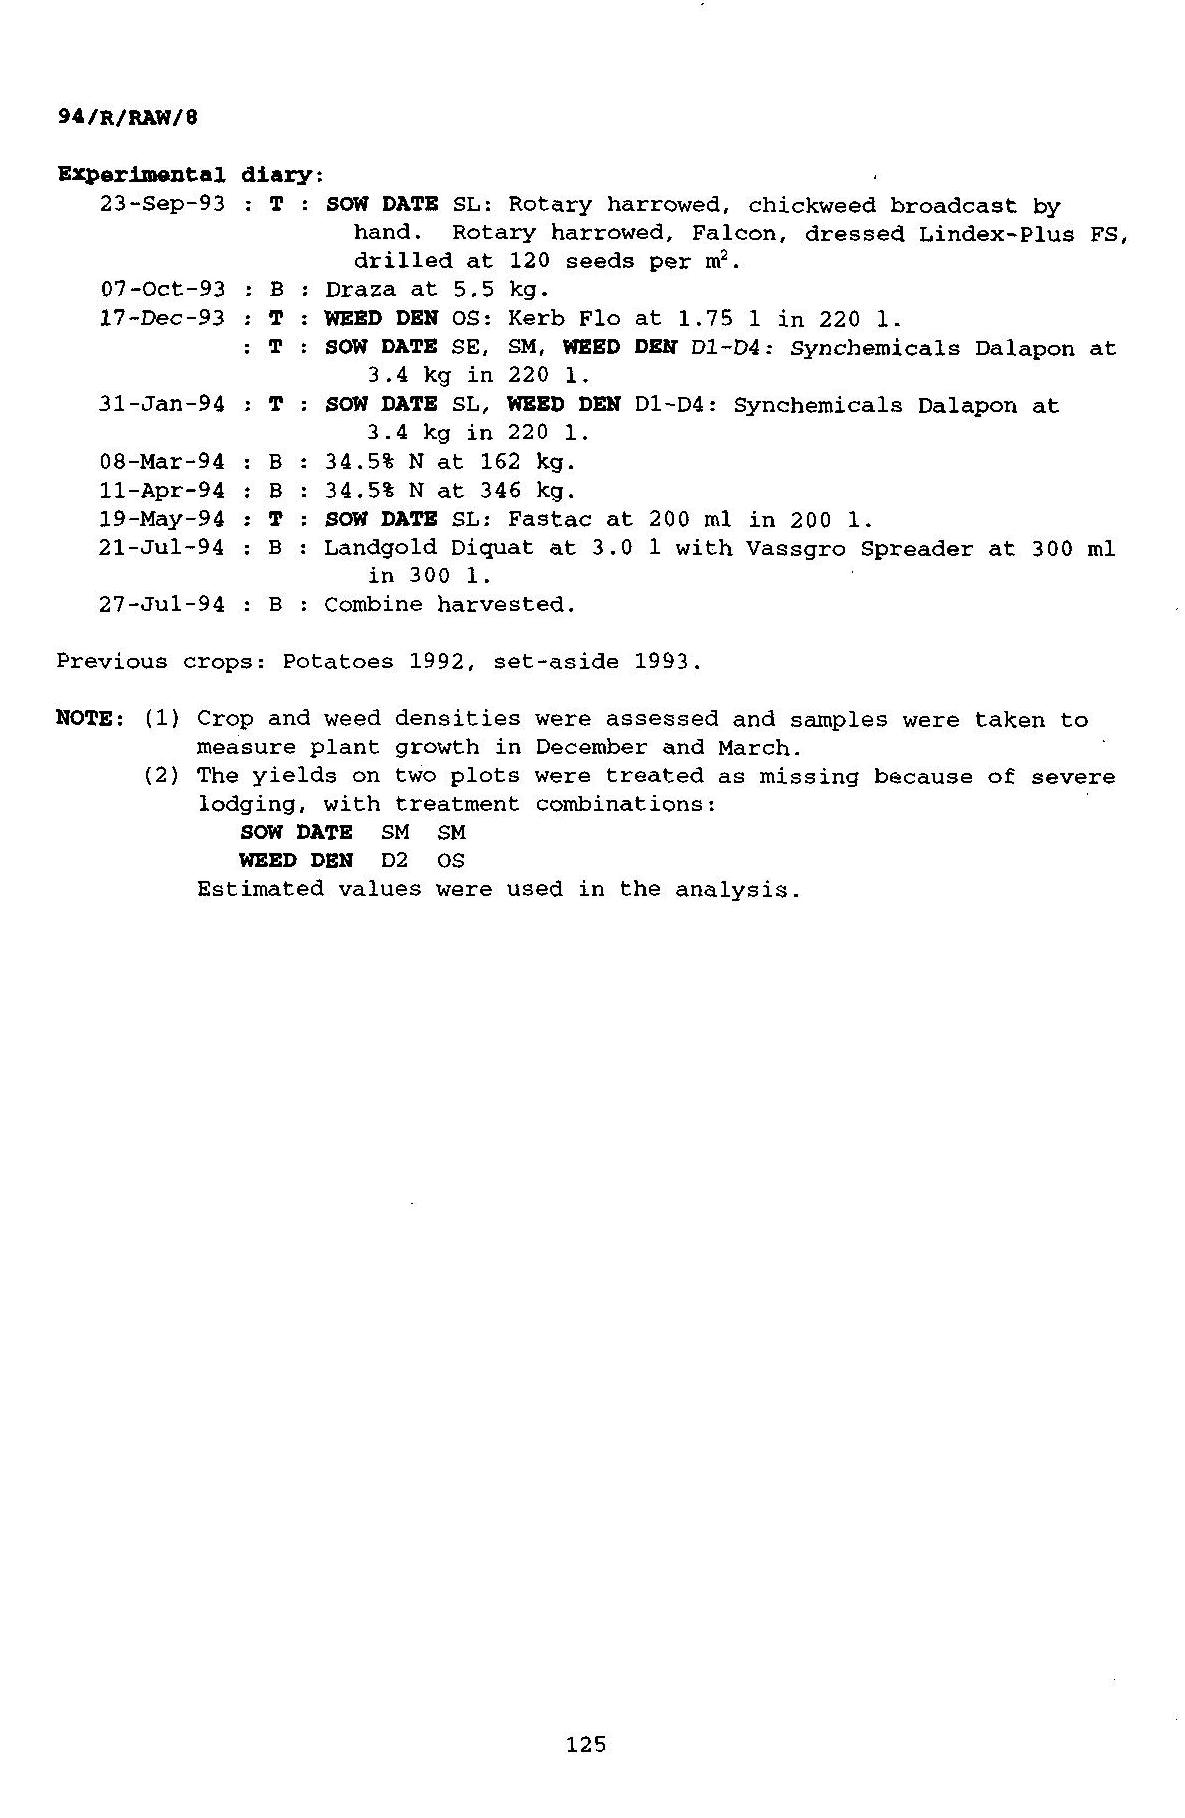 94/R/RAW/8
Experimental diary:
23-Sep-93 : T : SOW DATE SL: Rotary harrowed, chickweed broadcast by
hand. Rotary harrowed, Falcon, dressed Lindex-Plus FS,
drilled at 120 seeds per m².
07-Oct-93 : B : Draza at 5.5 kg.
17-Dec-93 : T : WEED DEN OS: Kerb Flo at 1.75 l in 220 l.
: T : SOW DATE SE, SM, WEED DEN D1-D4: Synchemicals Dalapon at
3.4 kg in 220 l.
31-Jan-94 : T : SOW DATE SL, WEED DEN D1-D4: Synchemicals Dalapon at
3.4 kg in 220 l.
08-Mar-94 : B : 34.5% N at 162 kg.
11-Apr-94 : B : 34.5% N at 346 kg.
19-May-94 : T : SOW DATE SL: Fastac at 200 ml in 200 l.
21-Jul-94 : B : Landgold Diquat at 3.0 l with Vassgro Spreader at 300 ml
in 300 l.
27-Jul-94 : B : Combine harvested.
Previous crops: Potatoes 1992, set-aside 1993.
NOTE: (1) Crop and weed densities were assessed and samples were taken to
measure plant growth in December and March.
(2) The yields on two plots were treated as missing because of severe
lodging, with treatment combinations:
SOW DATE SM SM
WEED DEN D2 OS
Estimated values were used in the analysis.
125